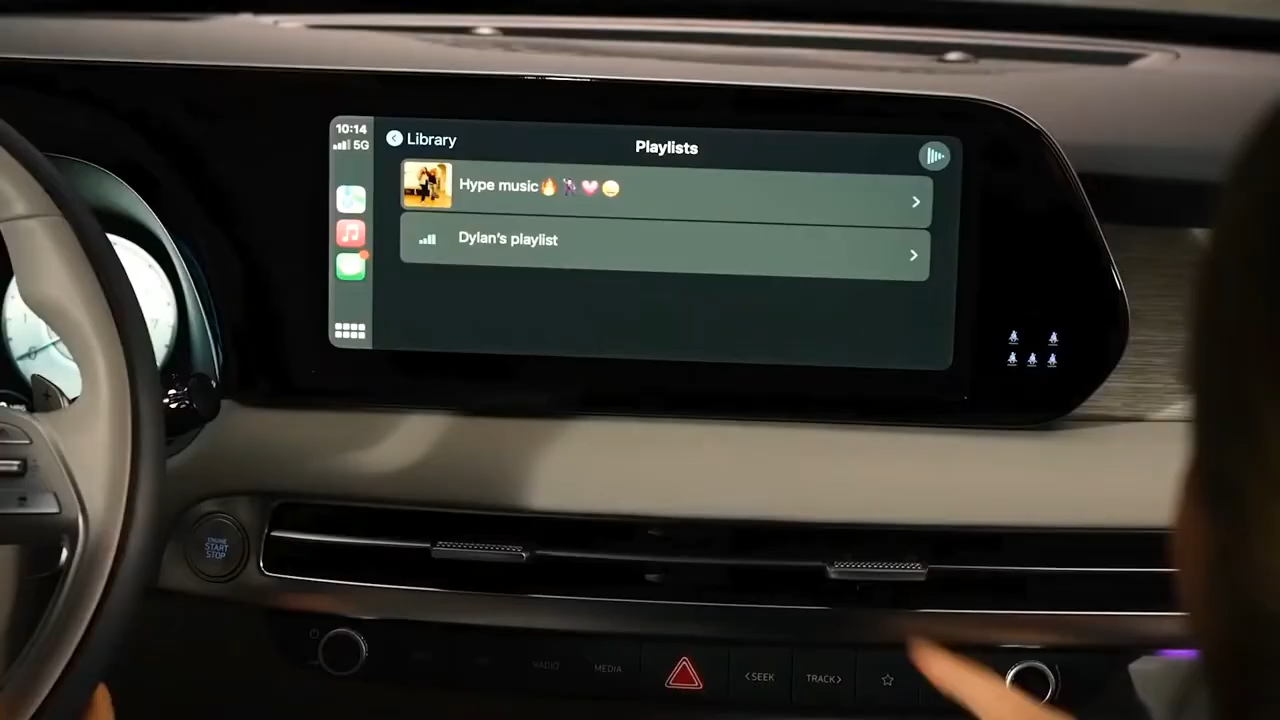 10:14
5G
Library
Playlists
Hype music🔥🕺🏽💗😄
Dylan's playlist
ENGINE
START
STOP
RADIO
MEDIA
<SEEK
TRACK>